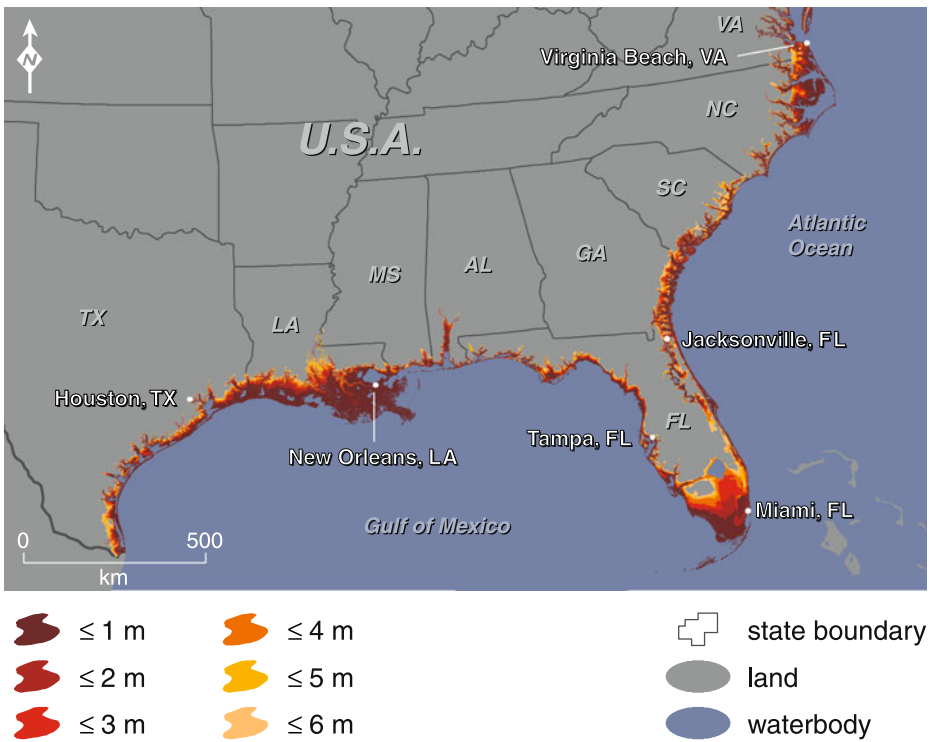 N
VA
Virginia Beach, VA
NC
U.S.A.
SC
Atlantic
Ocean
MS
AL
GA
TX
LA
Jacksonville, FL
Houston, TX
FL
Tampa, FL
New Orleans, LA
Miami, FL
Gulf of Mexico
0 500
km
≤ 1 m ≤ 4 m state boundary
≤ 2 m ≤ 5 m land
≤ 3 m ≤ 6 m waterbody